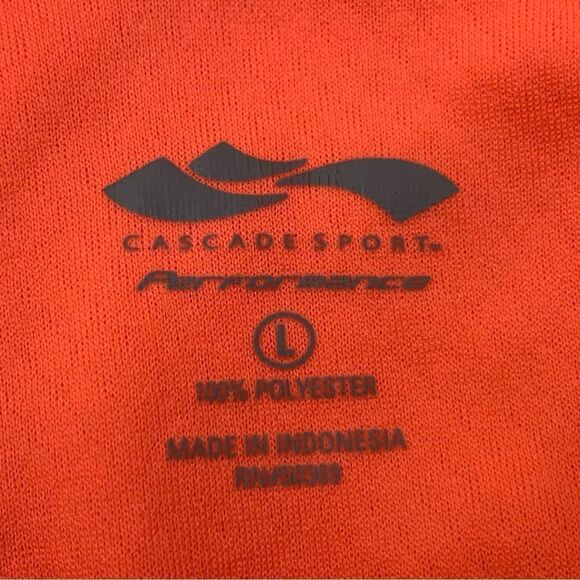 CASCADE SPORT™
Performance
L
100% POLYESTER
MADE IN INDONESIA